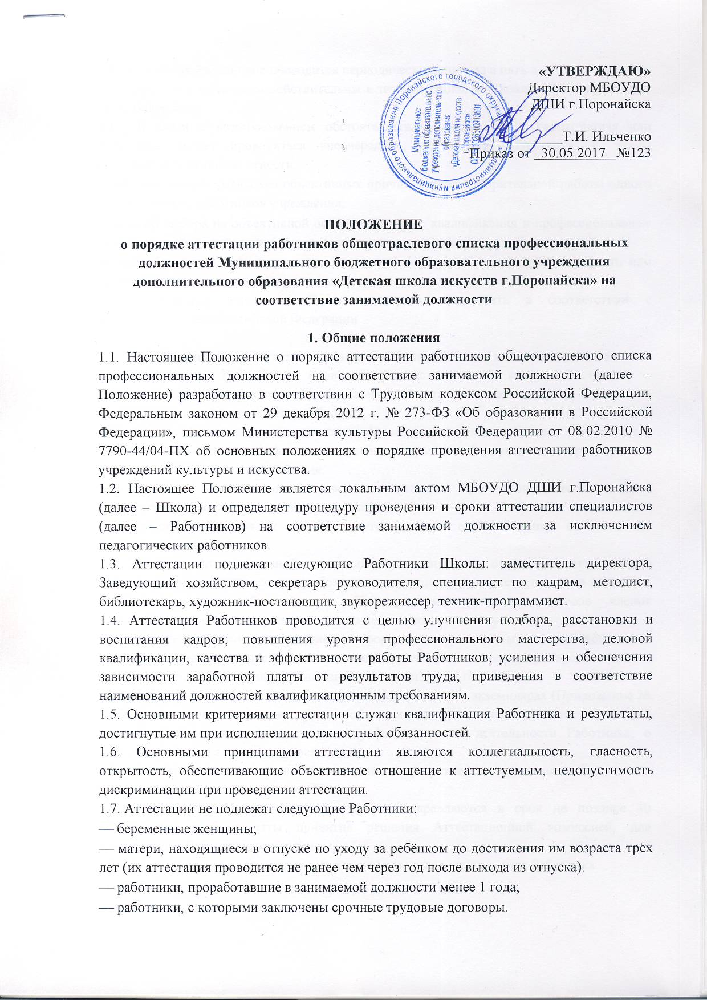 «УТВЕРЖДАЮ»
Директор МБОУДО
ДШИ г.Поронайска
Т.И. Ильченко
Приказ от 30.05.2017 №123
Администрация муниципального образования Поронайского городского округа
Муниципальное
бюджетное образовательное
учреждение дополнительного
образования
«Детская школа искусств
г.Поронайска»
ОГРН 1026500913691
ПОЛОЖЕНИЕ
о порядке аттестации работников общеотраслевого списка профессиональных
должностей Муниципального бюджетного образовательного учреждения
дополнительного образования «Детская школа искусств г.Поронайска» на
соответствие занимаемой должности
1. Общие положения
1.1. Настоящее Положение о порядке аттестации работников общеотраслевого списка
профессиональных должностей на соответствие занимаемой должности (далее –
Положение) разработано в соответствии с Трудовым кодексом Российской Федерации,
Федеральным законом от 29 декабря 2012 г. № 273-ФЗ «Об образовании в Российской
Федерации», письмом Министерства культуры Российской Федерации от 08.02.2010 №
7790-44/04-ПХ об основных положениях о порядке проведения аттестации работников
учреждений культуры и искусства.
1.2. Настоящее Положение является локальным актом МБОУДО ДШИ г.Поронайска
(далее – Школа) и определяет процедуру проведения и сроки аттестации специалистов
(далее – Работников) на соответствие занимаемой должности за исключением
педагогических работников.
1.3. Аттестации подлежат следующие Работники Школы: заместитель директора,
Заведующий хозяйством, секретарь руководителя, специалист по кадрам, методист,
библиотекарь, художник-постановщик, звукорежиссер, техник-программист.
1.4. Аттестация Работников проводится с целью улучшения подбора, расстановки и
воспитания кадров; повышения уровня профессионального мастерства, деловой
квалификации, качества и эффективности работы Работников; усиления и обеспечения
зависимости заработной платы от результатов труда; приведения в соответствие
наименований должностей квалификационным требованиям.
1.5. Основными критериями аттестации служат квалификация Работника и результаты,
достигнутые им при исполнении должностных обязанностей.
1.6. Основными принципами аттестации являются коллегиальность, гласность,
открытость, обеспечивающие объективное отношение к аттестуемым, недопустимость
дискриминации при проведении аттестации.
1.7. Аттестации не подлежат следующие Работники:
— беременные женщины;
— матери, находящиеся в отпуске по уходу за ребёнком до достижения им возраста трёх
лет (их аттестация проводится не ранее чем через год после выхода из отпуска).
— работники, проработавшие в занимаемой должности менее 1 года;
— работники, с которыми заключены срочные трудовые договоры.